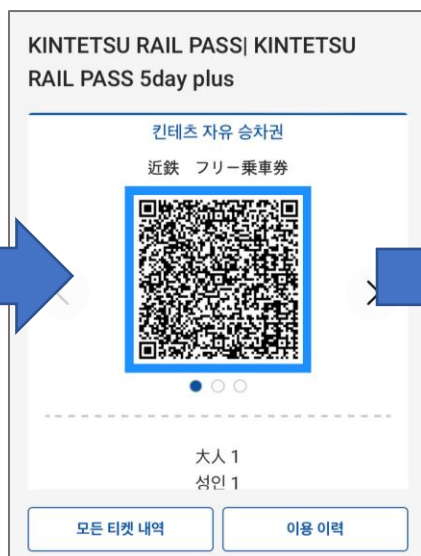 KINTETSU RAIL PASS| KINTETSU
RAIL PASS 5day plus
킨테츠 자유 승차권
近鉄 フリー乗車券
大人 1
성인 1
모든 티켓 내역
이용 이력